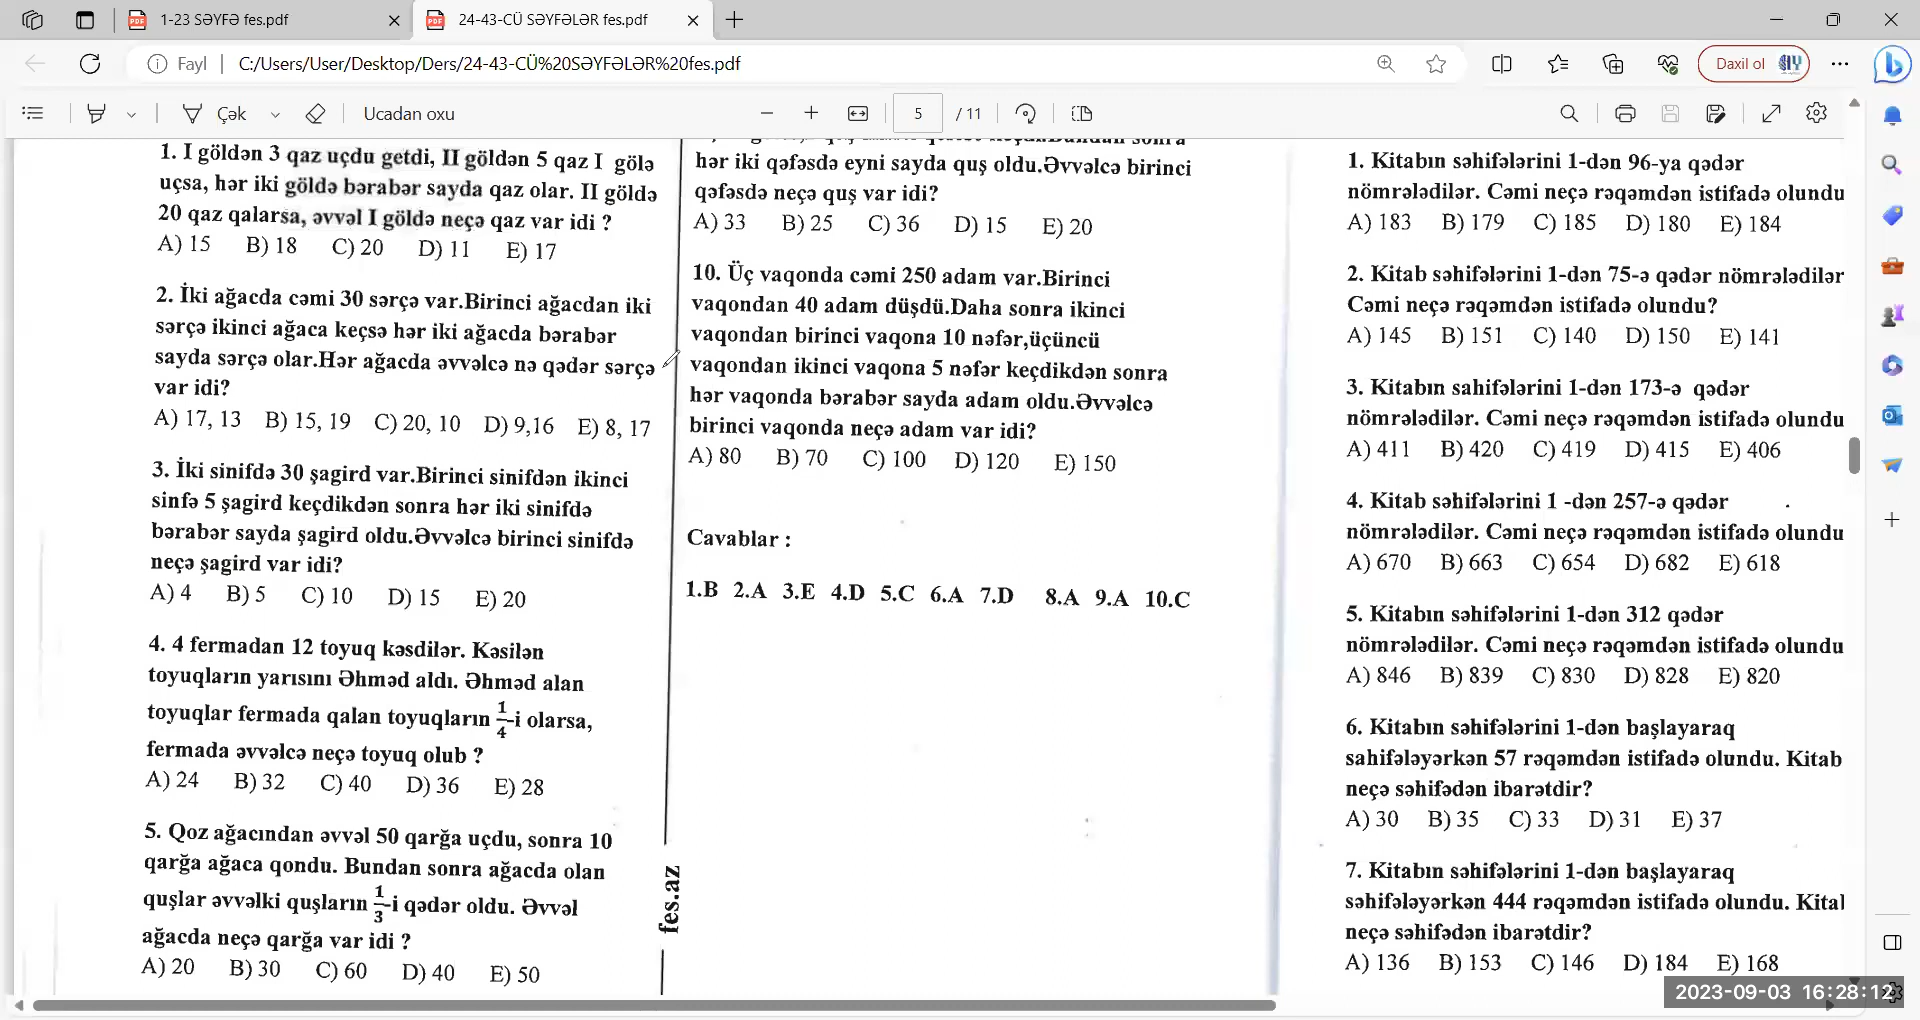 1-23 SƏYFƏ fes.pdf
24-43-CÜ SƏYFƏLƏR fes.pdf
Fayl
C:/Users/User/Desktop/Ders/24-43-CÜ%20SƏYFƏLƏR%20fes.pdf
Daxil ol
Çək
Ucadan oxu
5
/ 11
1. I göldən 3 qaz uçdu getdi, II göldən 5 qaz I gölə
uçsa, hər iki göldə bərabər sayda qaz olar. II göldə
20 qaz qalarsa, əvvəl I göldə neçə qaz var idi ?
A) 15 B) 18 C) 20 D) 11 E) 17
2. İki ağacda cəmi 30 sərçə var.Birinci ağacdan iki
sərçə ikinci ağaca keçsə hər iki ağacda bərabər
sayda sərçə olar.Hər ağacda əvvəlcə nə qədər sərçə
var idi?
A) 17, 13 B) 15, 19 C) 20, 10 D) 9,16 E) 8, 17
3. İki sinifdə 30 şagird var.Birinci sinifdən ikinci
sinfə 5 şagird keçdikdən sonra hər iki sinifdə
bərabər sayda şagird oldu.Əvvəlcə birinci sinifdə
neçə şagird var idi?
A) 4 B) 5 C) 10 D) 15 E) 20
4. 4 fermadan 12 toyuq kəsdilər. Kəsilən
toyuqların yarısını Əhməd aldı. Əhməd alan
toyuqlar fermada qalan toyuqların 1/4-i olarsa,
fermada əvvəlcə neçə toyuq olub ?
A) 24 B) 32 C) 40 D) 36 E) 28
5. Qoz ağacından əvvəl 50 qarğa uçdu, sonra 10
qarğa ağaca qondu. Bundan sonra ağacda olan
quşlar əvvəlki quşların 1/3-i qədər oldu. Əvvəl
ağacda neçə qarğa var idi ?
A) 20 B) 30 C) 60 D) 40 E) 50
fes.az
hər iki qəfəsdə eyni sayda quş oldu.Əvvəlcə birinci
qəfəsdə neçə quş var idi?
A) 33 B) 25 C) 36 D) 15 E) 20
10. Üç vaqonda cəmi 250 adam var.Birinci
vaqondan 40 adam düşdü.Daha sonra ikinci
vaqondan birinci vaqona 10 nəfər,üçüncü
vaqondan ikinci vaqona 5 nəfər keçdikdən sonra
hər vaqonda bərabər sayda adam oldu.Əvvəlcə
birinci vaqonda neçə adam var idi?
A) 80 B) 70 C) 100 D) 120 E) 150
Cavablar :
1.B 2.A 3.E 4.D 5.C 6.A 7.D 8.A 9.A 10.C
1. Kitabın səhifələrini 1-dən 96-ya qədər
nömrələdilər. Cəmi neçə rəqəmdən istifadə olundu
A) 183 B) 179 C) 185 D) 180 E) 184
2. Kitab səhifələrini 1-dən 75-ə qədər nömrələdilər
Cəmi neçə rəqəmdən istifadə olundu?
A) 145 B) 151 C) 140 D) 150 E) 141
3. Kitabın sahifələrini 1-dən 173-ə qədər
nömrələdilər. Cəmi neçə rəqəmdən istifadə olundu
A) 411 B) 420 C) 419 D) 415 E) 406
4. Kitab səhifələrini 1 -dən 257-ə qədər
nömrələdilər. Cəmi neçə rəqəmdən istifadə olundu
A) 670 B) 663 C) 654 D) 682 E) 618
5. Kitabın səhifələrini 1-dən 312 qədər
nömrələdilər. Cəmi neçə rəqəmdən istifadə olundu
A) 846 B) 839 C) 830 D) 828 E) 820
6. Kitabın səhifələrini 1-dən başlayaraq
sahifələyərkən 57 rəqəmdən istifadə olundu. Kitab
neçə səhifədən ibarətdir?
A) 30 B) 35 C) 33 D) 31 E) 37
7. Kitabın səhifələrini 1-dən başlayaraq
səhifələyərkən 444 rəqəmdən istifadə olundu. Kital
neçə səhifədən ibarətdir?
A) 136 B) 153 C) 146 D) 184 E) 168
2023-09-03 16:28:12